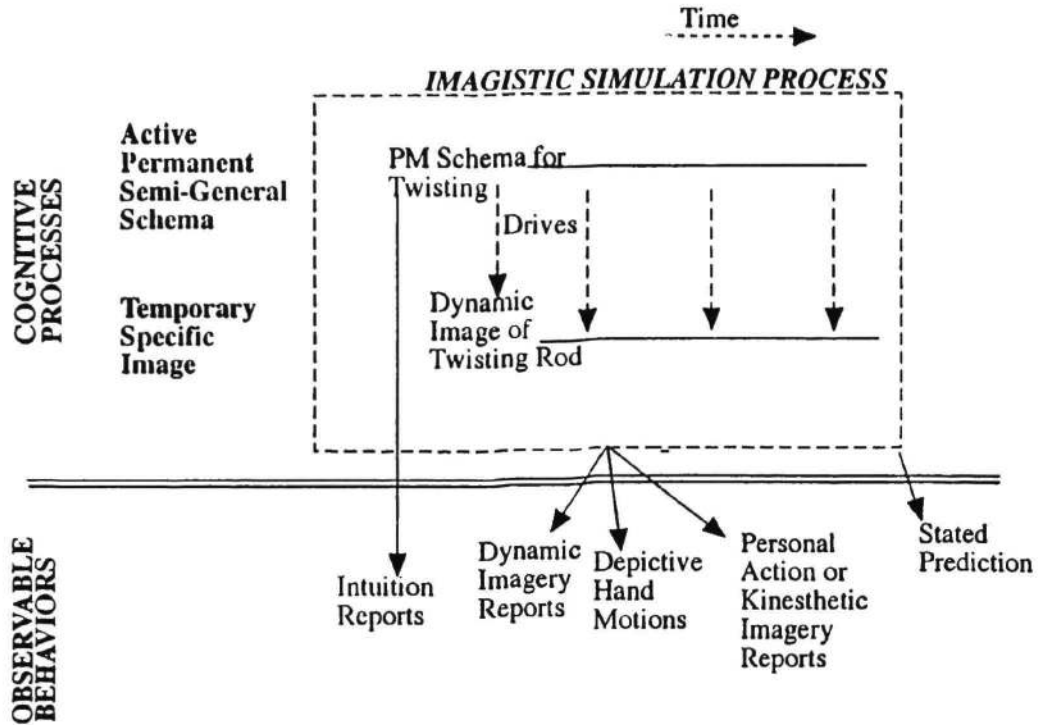 Time
IMAGISTIC SIMULATION PROCESS
COGNITIVE
PROCESSES
Active
Permanent
Semi-General
Schema
PM Schema for
Twisting
Drives
Temporary
Specific
Image
Dynamic
Image of
Twisting Rod
OBSERVABLE
BEHAVIORS
Intuition
Reports
Dynamic
Imagery
Reports
Depictive
Hand
Motions
Personal
Action or
Kinesthetic
Imagery
Reports
Stated
Prediction